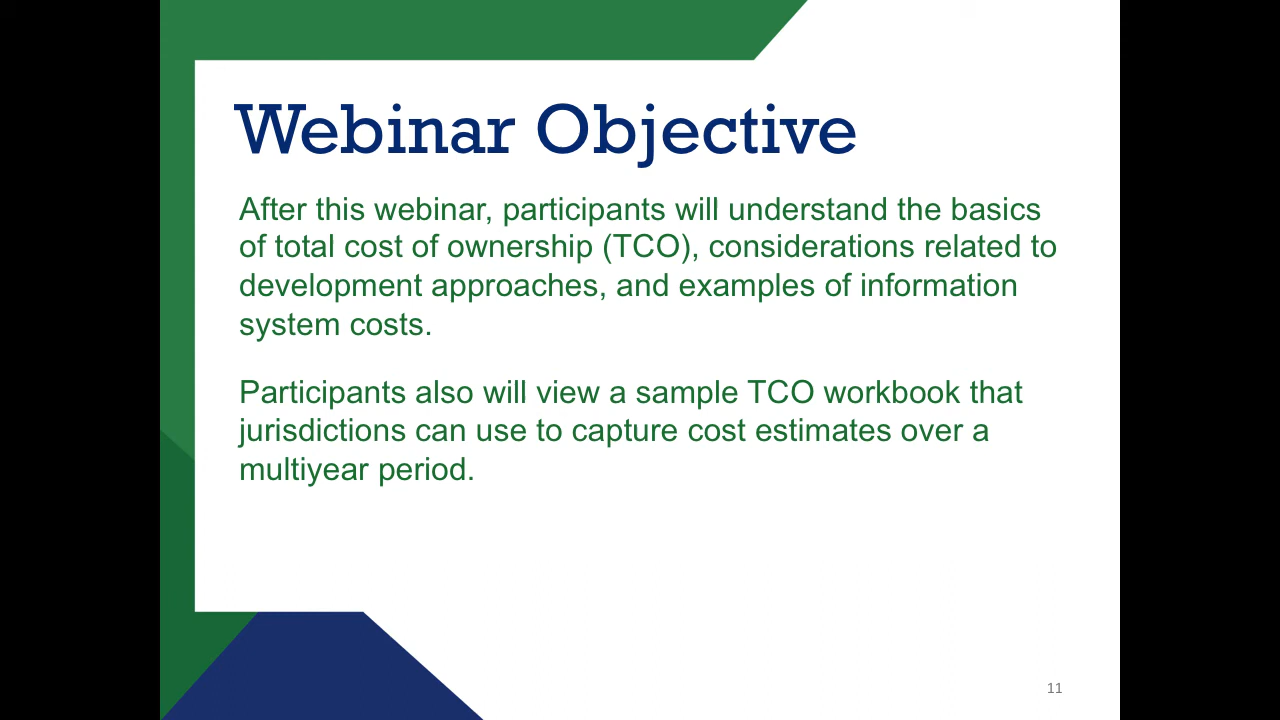 Webinar Objective
After this webinar, participants will understand the basics
of total cost of ownership (TCO), considerations related to
development approaches, and examples of information
system costs.
Participants also will view a sample TCO workbook that
jurisdictions can use to capture cost estimates over a
multiyear period.
11